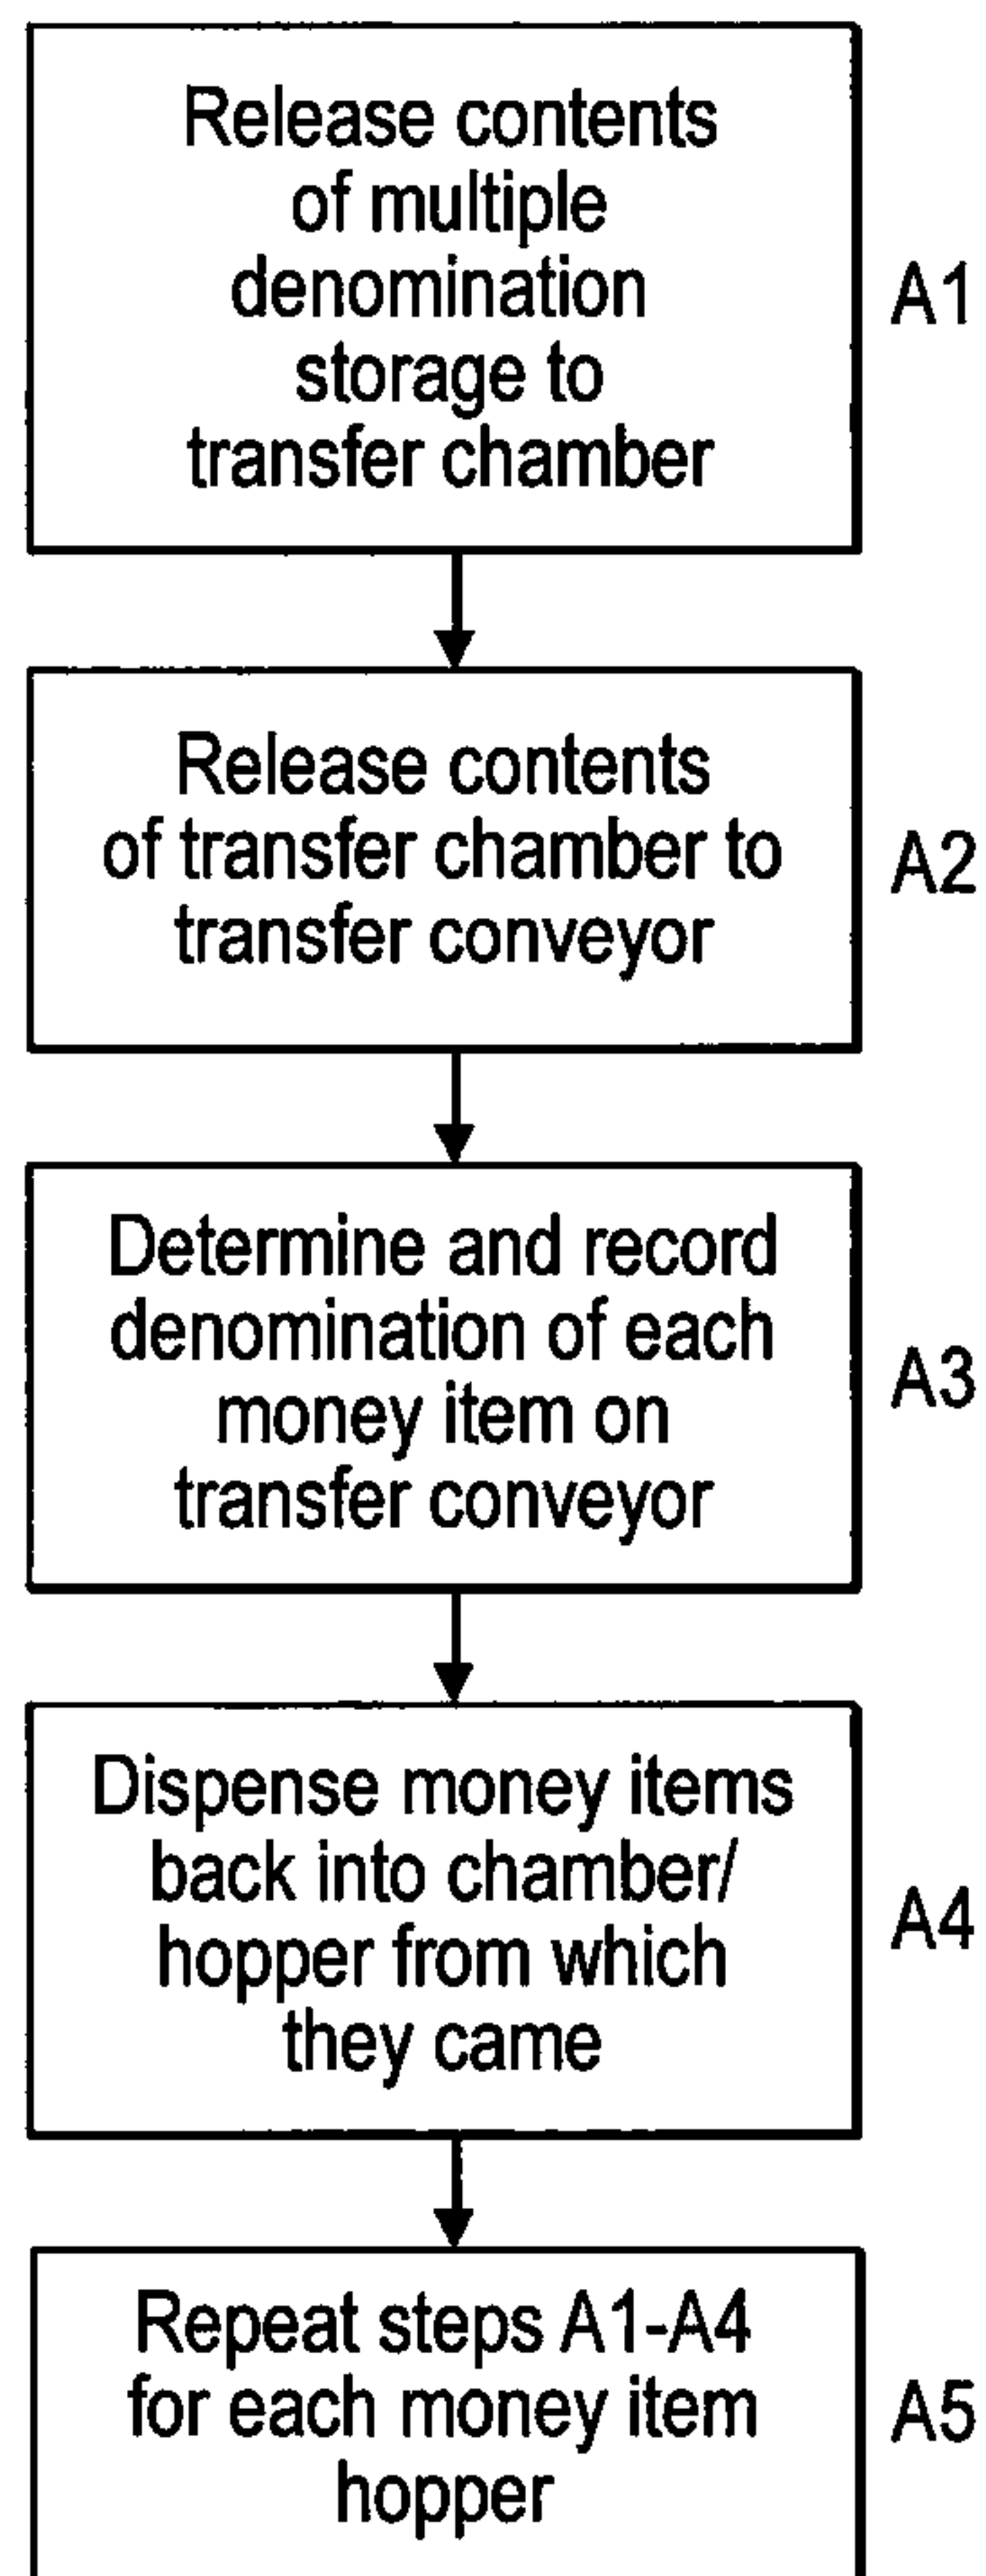 Release contents
of multiple
denomination
storage to
transfer chamber
A1
Release contents
of transfer chamber to
transfer conveyor
A2
Determine and record
denomination of each
money item on
transfer conveyor
A3
Dispense money items
back into chamber/
hopper from which
they came
A4
Repeat steps A1-A4
for each money item
hopper
A5